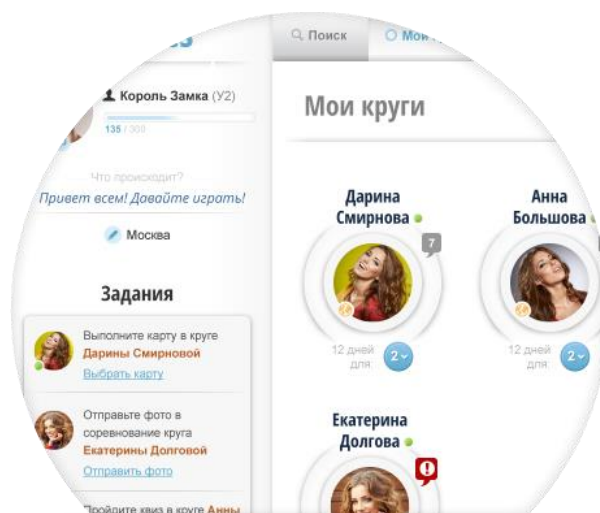 Поиск
Мои
Король Замка (У2)
135 / 300
Что происходит?
Привет всем! Давайте играть!
Москва
Задания
Выполните карту в круге
Дарины Смирновой
Выбрать карту
Отправьте фото в
соревнование круга
Екатерины Долговой
Отправить фото
Пройдите квиз в круге Анны
Мои круги
Дарина
Смирнова
7
12 дней
для:
2
Анна
Большова
12 дней
для:
2
Екатерина
Долгова